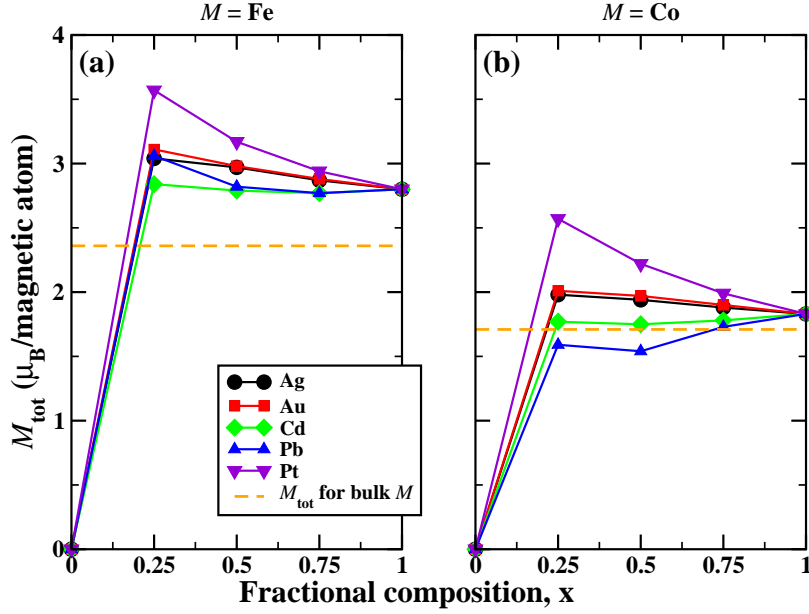 M = Fe
M = Co
(a)
(b)
M_tot (μ_B/magnetic atom)
4
3
2
1
0
Ag
Au
Cd
Pb
Pt
M_tot for bulk M
0 0.25 0.5 0.75 1
0 0.25 0.5 0.75 1
Fractional composition, x